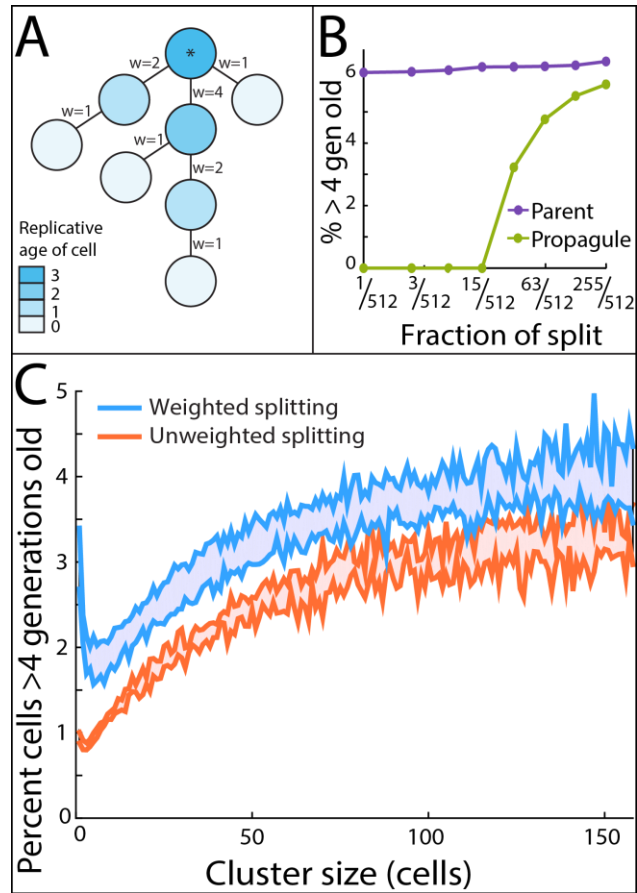 A
*
w=2
w=1
w=4
w=1
w=1
w=2
w=1
Replicative
age of cell
3
2
1
0
B
% > 4 gen old
6
4
2
0
Parent
Propagule
1/512
3/512
15/512
63/512
255/512
Fraction of split
C
Percent cells >4 generations old
5
4
3
2
1
0
Weighted splitting
Unweighted splitting
0
50
100
150
Cluster size (cells)